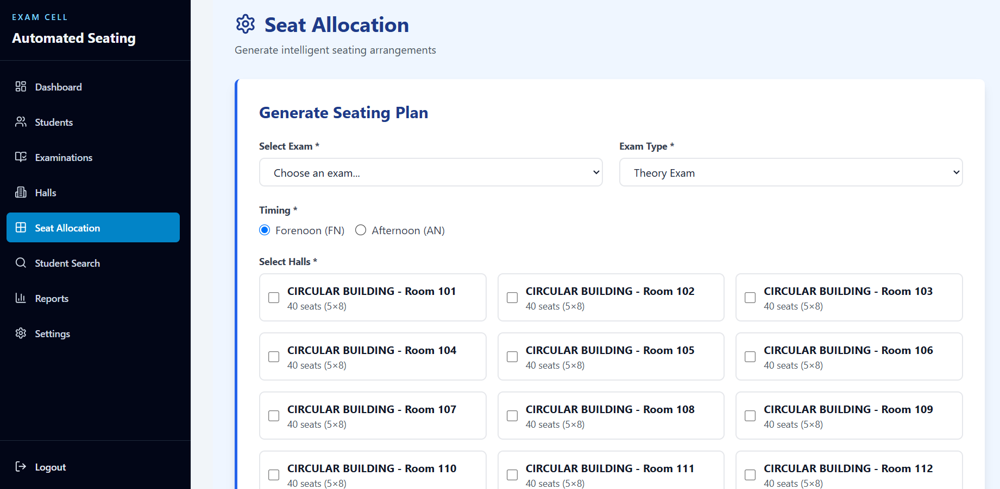 EXAM CELL
Automated Seating
Dashboard
Students
Examinations
Halls
Seat Allocation
Student Search
Reports
Settings
Logout
Seat Allocation
Generate intelligent seating arrangements
Generate Seating Plan
Select Exam *
Choose an exam...
Exam Type *
Theory Exam
Timing *
Forenoon (FN)
Afternoon (AN)
Select Halls *
CIRCULAR BUILDING - Room 101
40 seats (5×8)
CIRCULAR BUILDING - Room 102
40 seats (5×8)
CIRCULAR BUILDING - Room 103
40 seats (5×8)
CIRCULAR BUILDING - Room 104
40 seats (5×8)
CIRCULAR BUILDING - Room 105
40 seats (5×8)
CIRCULAR BUILDING - Room 106
40 seats (5×8)
CIRCULAR BUILDING - Room 107
40 seats (5×8)
CIRCULAR BUILDING - Room 108
40 seats (5×8)
CIRCULAR BUILDING - Room 109
40 seats (5×8)
CIRCULAR BUILDING - Room 110
40 seats (5×8)
CIRCULAR BUILDING - Room 111
40 seats (5×8)
CIRCULAR BUILDING - Room 112
40 seats (5×8)